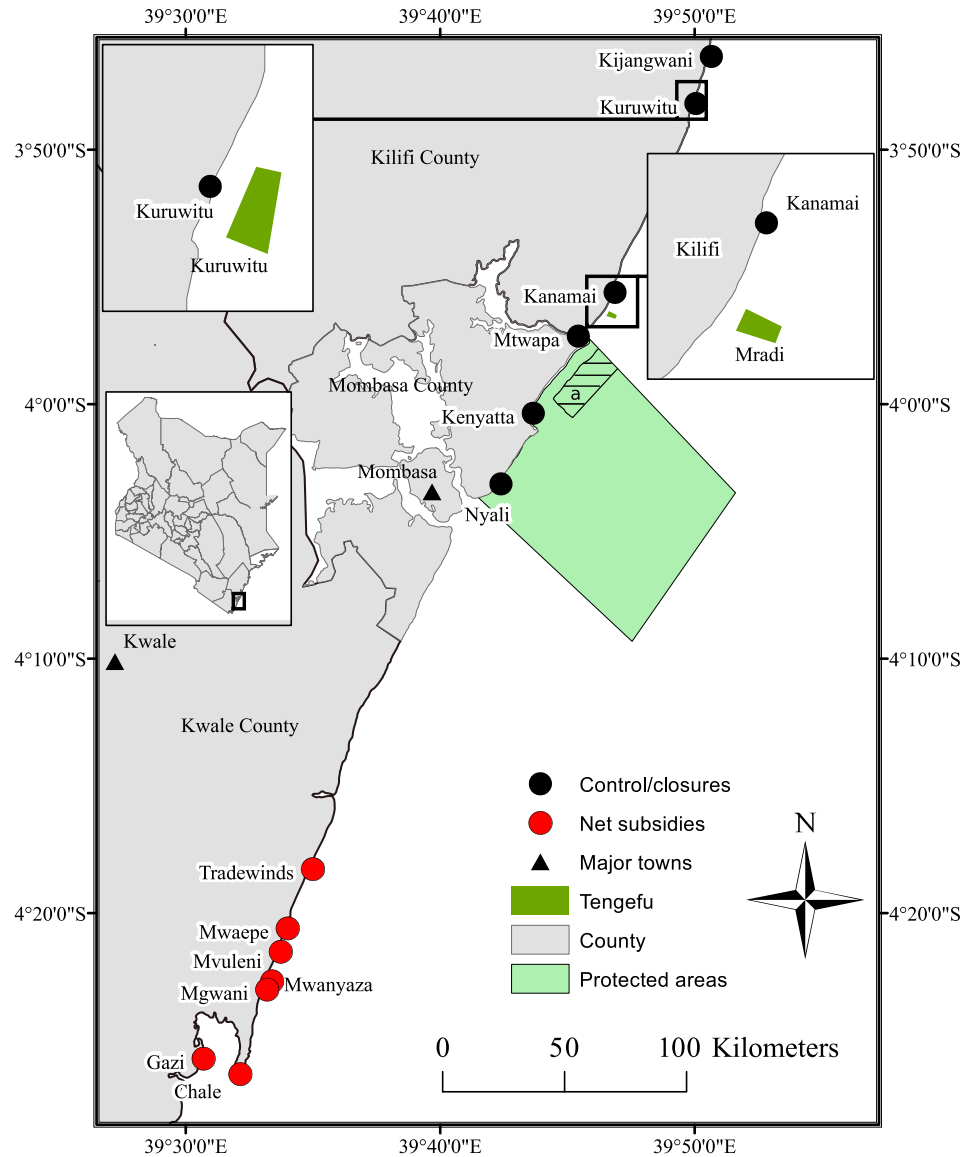 39°30'0"E
39°40'0"E
39°50'0"E
Kijangwani
Kuruwitu
3°50'0"S
3°50'0"S
Kilifi County
Kuruwitu
Kuruwitu
Kanamai
Kilifi
Mradi
Kanamai
Mtwapa
Mombasa County
a
4°0'0"S
4°0'0"S
Kenyatta
Mombasa
Nyali
Kwale
4°10'0"S
4°10'0"S
Kwale County
Control/closures
Net subsidies
Major towns
Tengefu
County
Protected areas
N
Tradewinds
4°20'0"S
4°20'0"S
Mwaepe
Mvuleni
Mwanyaza
Mgwani
Gazi
Chale
0 50 100 Kilometers
39°30'0"E
39°40'0"E
39°50'0"E